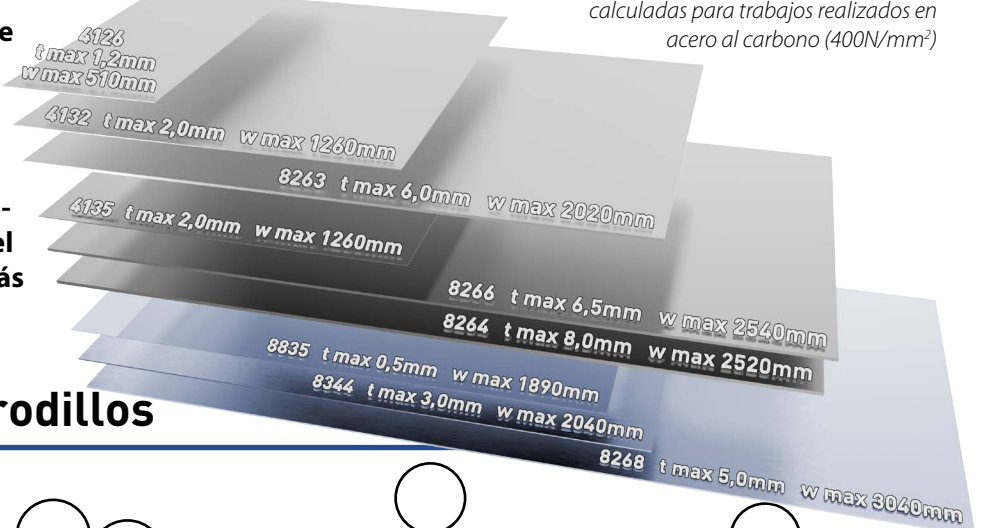 calculadas para trabajos realizados en
acero al carbono (400N/mm²)
e
4126
t max 1,2mm
w max 510mm
4132 t max 2,0mm w max 1260mm
8263 t max 6,0mm w max 2020mm
-
el
ás
4135 t max 2,0mm w max 1260mm
8266 t max 6,5mm w max 2540mm
8264 t max 8,0mm w max 2520mm
8835 t max 0,5mm w max 1890mm
8344 t max 3,0mm w max 2040mm
rodillos
8268 t max 5,0mm w max 3040mm